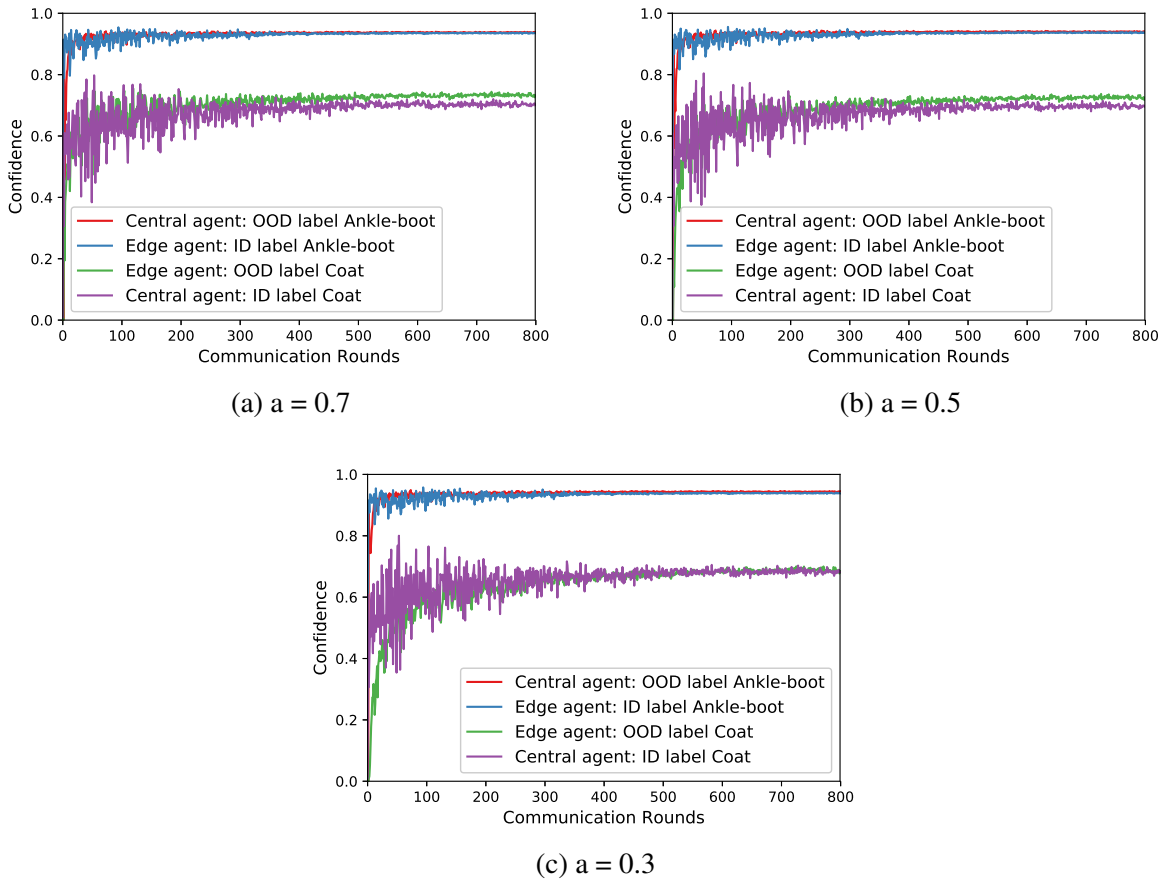 1.0
0.8
0.6
0.4
0.2
0.0
Confidence
Central agent: OOD label Ankle-boot
Edge agent: ID label Ankle-boot
Edge agent: OOD label Coat
Central agent: ID label Coat
0 100 200 300 400 500 600 700 800
Communication Rounds
(a) a = 0.7
1.0
0.8
0.6
0.4
0.2
0.0
Confidence
Central agent: OOD label Ankle-boot
Edge agent: ID label Ankle-boot
Edge agent: OOD label Coat
Central agent: ID label Coat
0 100 200 300 400 500 600 700 800
Communication Rounds
(b) a = 0.5
1.0
0.8
0.6
0.4
0.2
0.0
Confidence
Central agent: OOD label Ankle-boot
Edge agent: ID label Ankle-boot
Edge agent: OOD label Coat
Central agent: ID label Coat
0 100 200 300 400 500 600 700 800
Communication Rounds
(c) a = 0.3